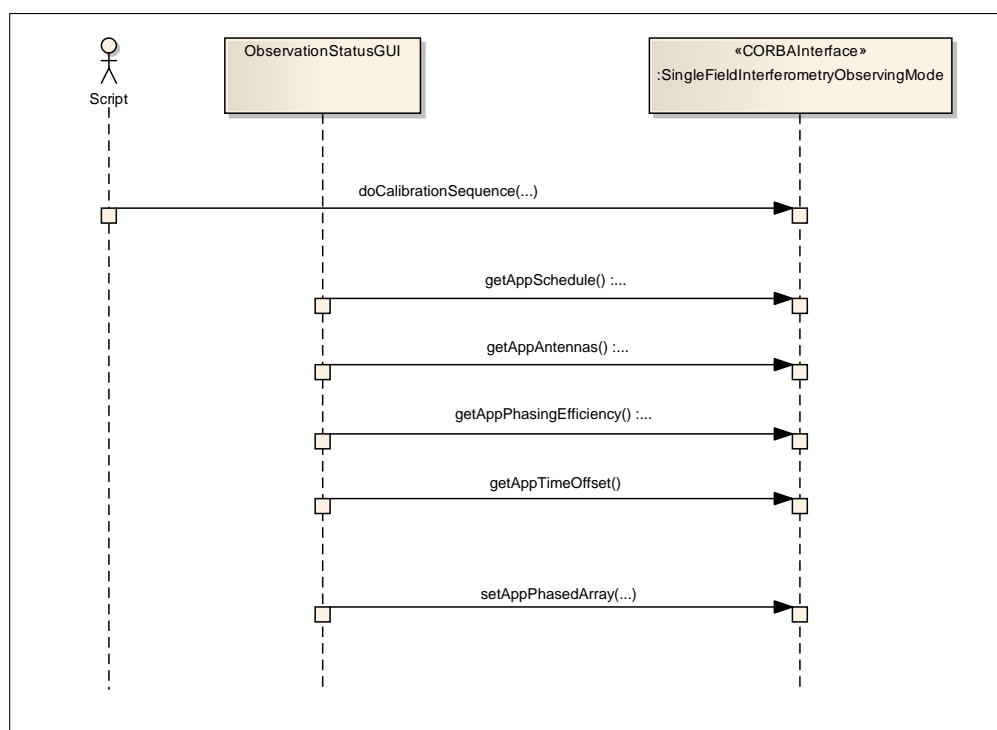 Script
ObservationStatusGUI
«CORBAInterface»
:SingleFieldInterferometryObservingMode
doCalibrationSequence(...)
getAppSchedule() :...
getAppAntennas() :...
getAppPhasingEfficiency() :...
getAppTimeOffset()
setAppPhasedArray(...)